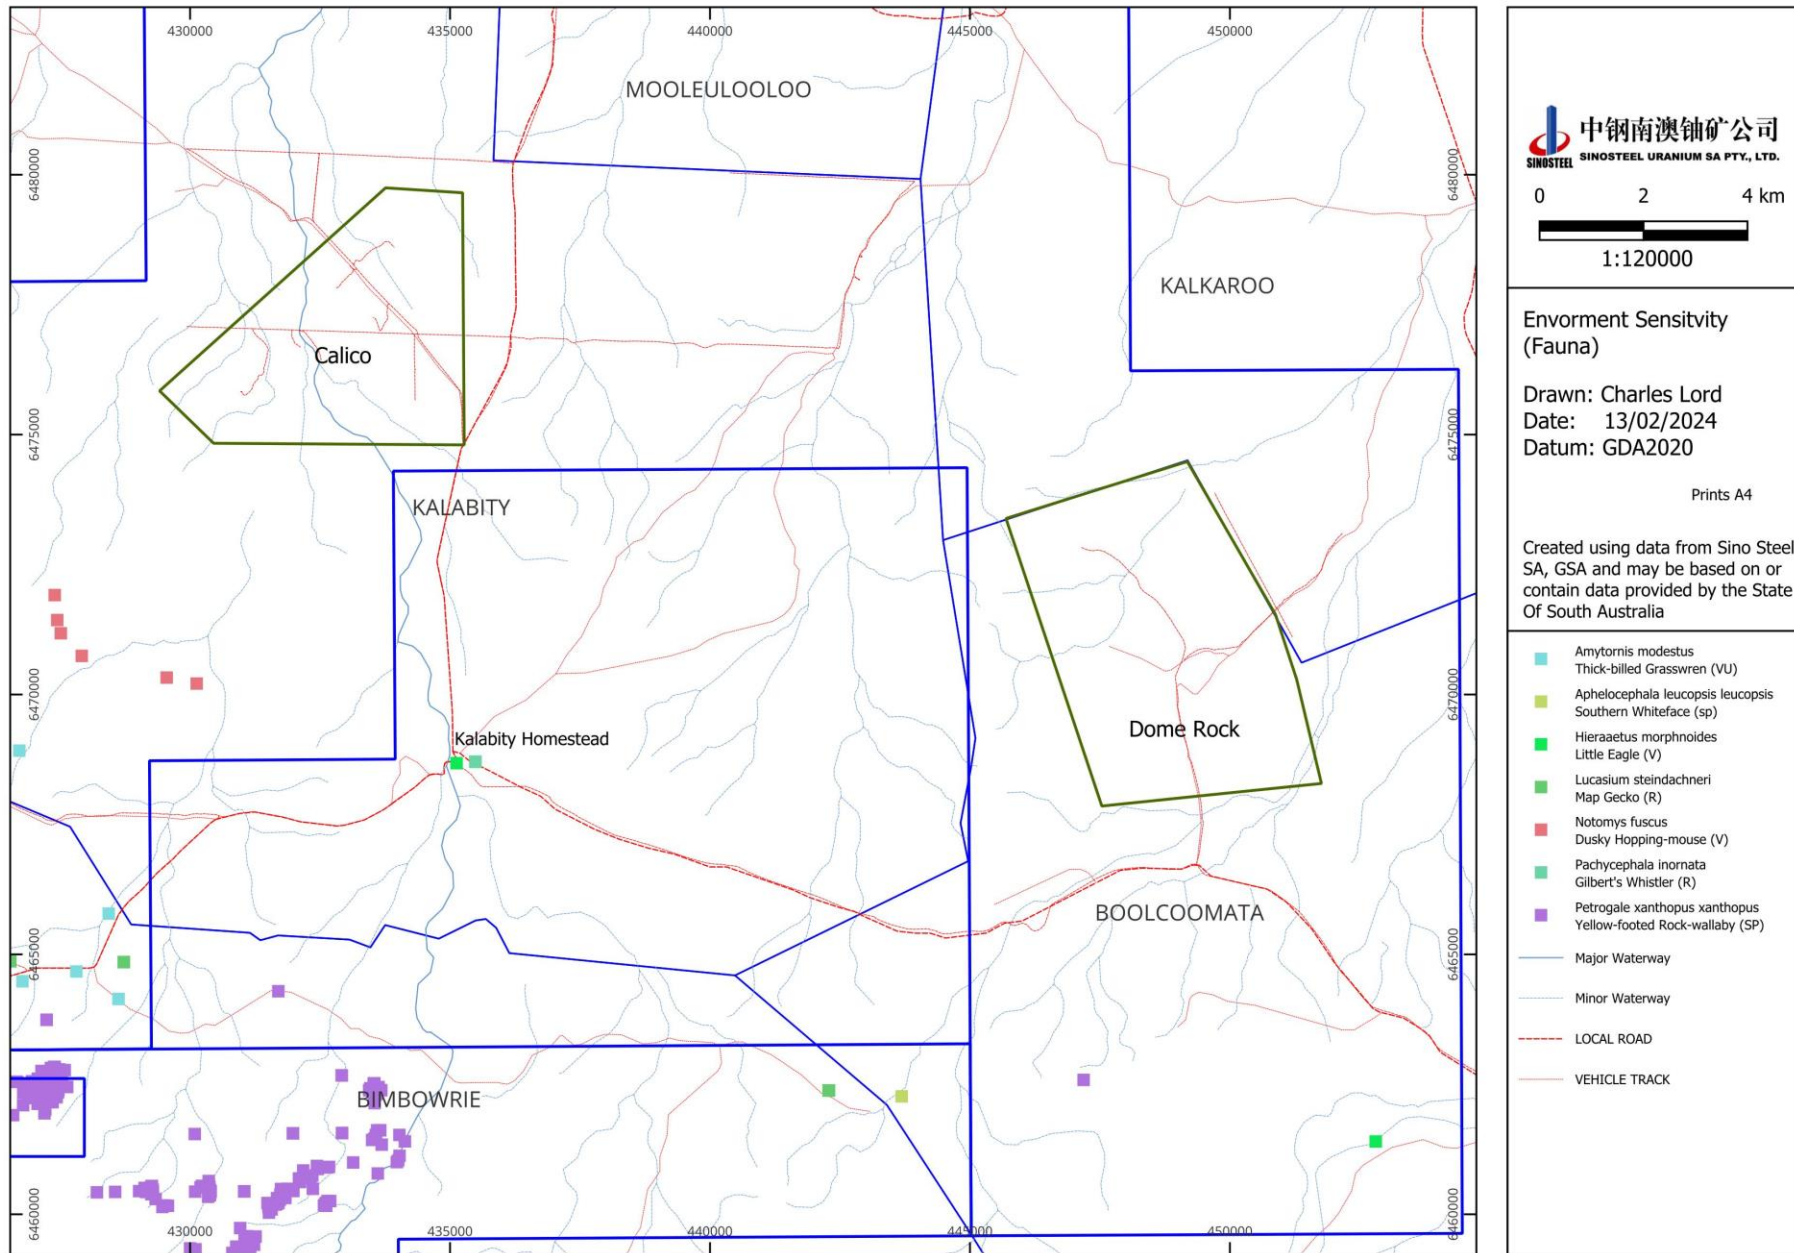 430000
435000
440000
445000
450000
MOOLEULOOLOO
6480000
6480000
KALKAROO
Calico
6475000
6475000
KALABITY
6470000
6470000
Dome Rock
Kalabity Homestead
BOOLCOOMATA
6465000
6465000
BIMBOWRIE
6460000
6460000
430000
435000
440000
445000
450000
中钢南澳铀矿公司
SINOSTEEL
SINOSTEEL URANIUM SA PTY., LTD.
0 2 4 km
1:120000
Envorment Sensitvity
(Fauna)
Drawn: Charles Lord
Date: 13/02/2024
Datum: GDA2020
Prints A4
Created using data from Sino Steel
SA, GSA and may be based on or
contain data provided by the State
Of South Australia
Amytornis modestus
Thick-billed Grasswren (VU)
Aphelocephala leucopsis leucopsis
Southern Whiteface (sp)
Hieraaetus morphnoides
Little Eagle (V)
Lucasium steindachneri
Map Gecko (R)
Notomys fuscus
Dusky Hopping-mouse (V)
Pachycephala inornata
Gilbert's Whistler (R)
Petrogale xanthopus xanthopus
Yellow-footed Rock-wallaby (SP)
Major Waterway
Minor Waterway
LOCAL ROAD
VEHICLE TRACK